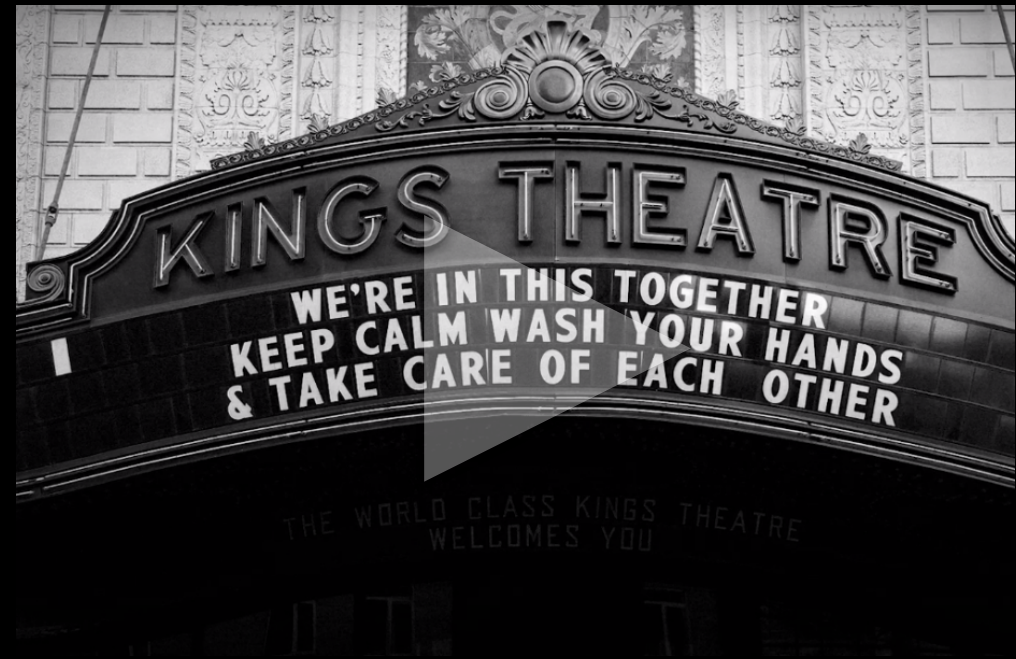 KINGS THEATRE
WE'RE IN THIS TOGETHER
KEEP CALM WASH YOUR HANDS
& TAKE CARE OF EACH OTHER
THE WORLD CLASS KINGS THEATRE
WELCOMES YOU